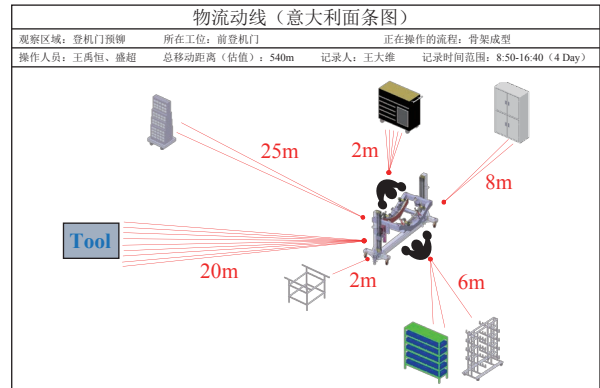 物流动线（意大利面条图）
观察区域：登机门预铆 所在工位：前登机门 正在操作的流程：骨架成型
操作人员：王禹恒、盛超 总移动距离（估值）：540m 记录人：王大维 记录时间范围：8:50-16:40（4 Day）
25m
2m
8m
Tool
20m
2m
6m